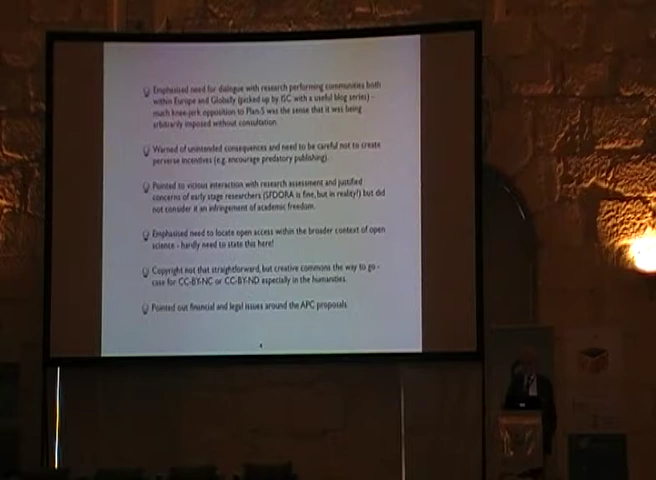 Emphasised need for dialogue with research performing communities both
within Europe and Globally (picked up by ISC with a useful blog series) -
much knee-jerk opposition to Plan-S was the sense that it was being
arbitrarily imposed without consultation.
Warned of unintended consequences and need to be careful not to create
perverse incentives (e.g. encourage predatory publishing).
Pointed to vicious interaction with research assessment and justified
concerns of early stage researchers (SFDORA is fine, but in reality?) but did
not consider it an infringement of academic freedom.
Emphasised need to locate open access within the broader context of open
science - hardly need to state this here!
Copyright not that straightforward, but creative commons the way to go -
case for CC-BY-NC or CC-BY-ND especially in the humanities.
Pointed out financial and legal issues around the APC proposals.